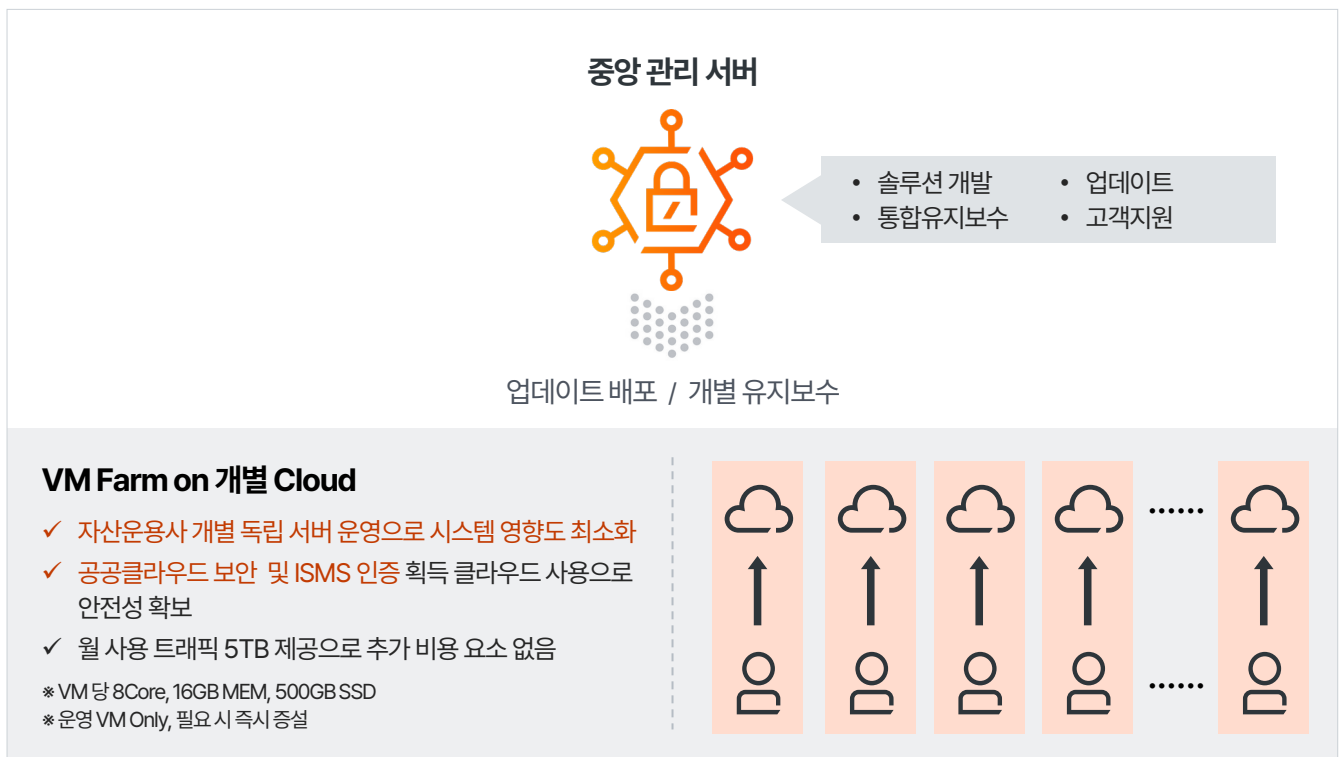 중앙 관리 서버
• 솔루션 개발 • 업데이트
• 통합유지보수 • 고객지원
업데이트 배포 / 개별 유지보수
VM Farm on 개별 Cloud
✓ 자산운용사 개별 독립 서버 운영으로 시스템 영향도 최소화
✓ 공공클라우드 보안 및 ISMS 인증 획득 클라우드 사용으로
안전성 확보
✓ 월 사용 트래픽 5TB 제공으로 추가 비용 요소 없음
※ VM 당 8Core, 16GB MEM, 500GB SSD
※ 운영 VM Only, 필요 시 즉시 증설
……
……